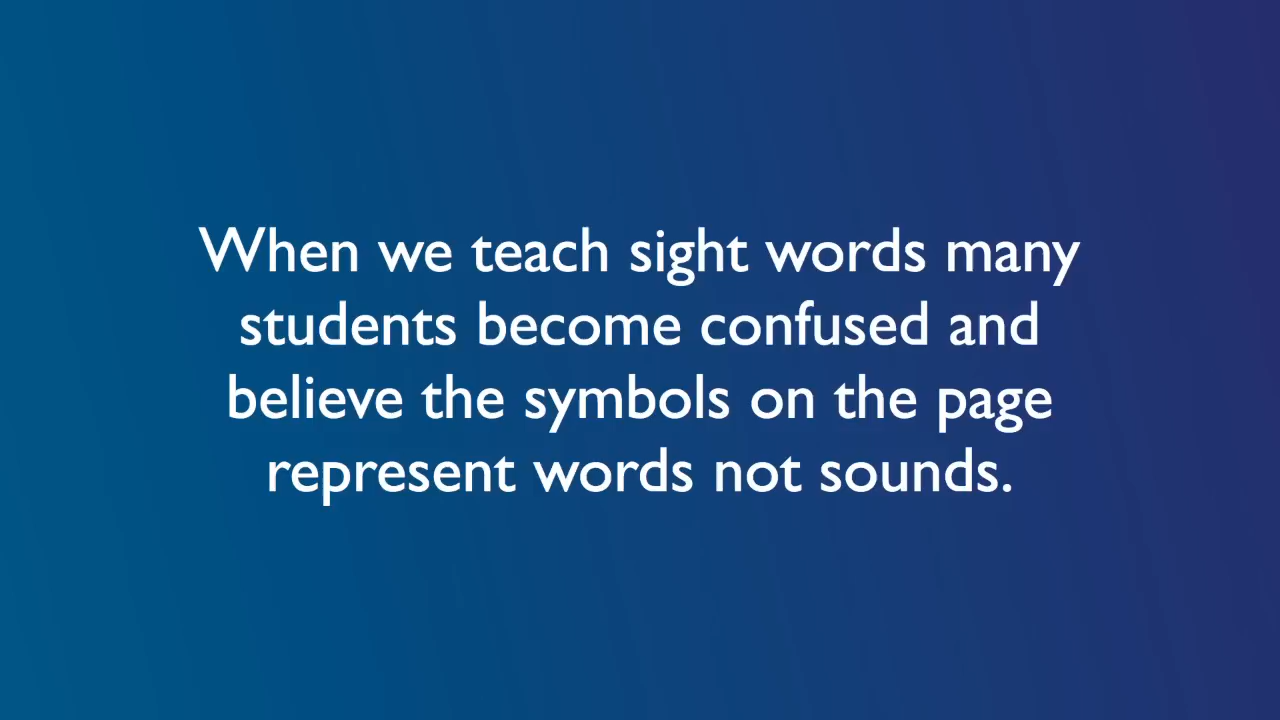 When we teach sight words many
students become confused and
believe the symbols on the page
represent words not sounds.